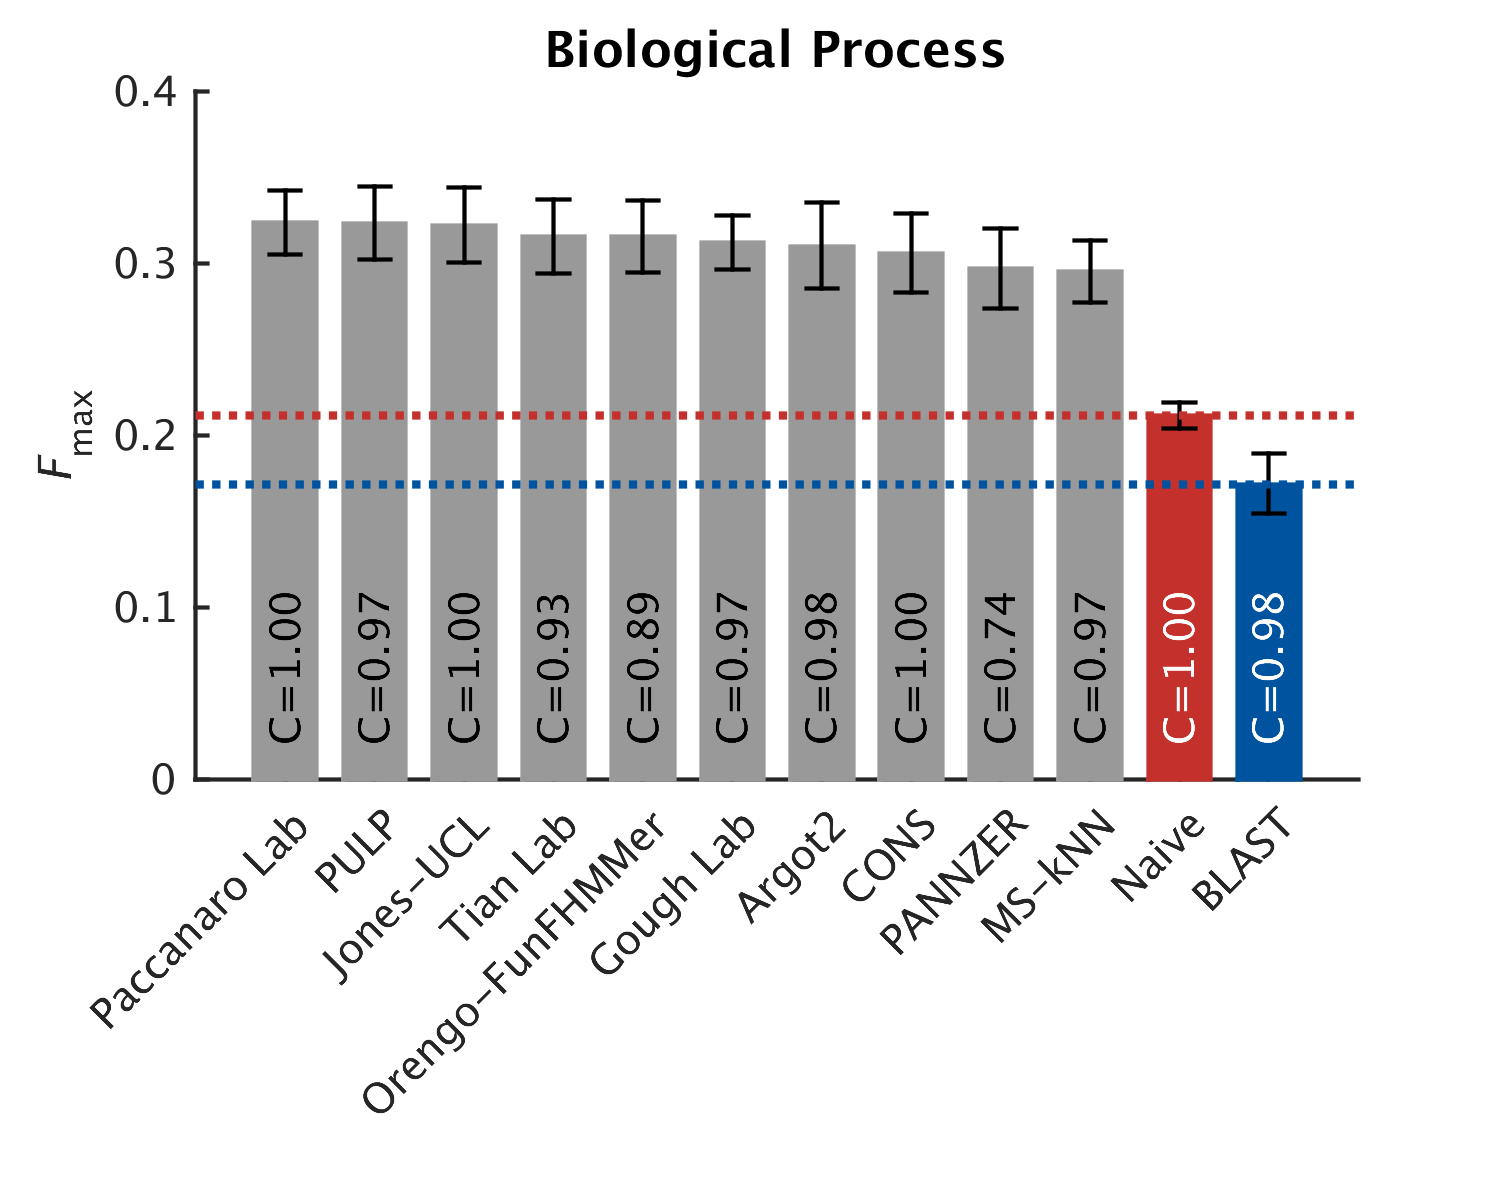 Biological Process
0.4
0.3
0.2
0.1
0
Fmax
C=1.00
C=0.97
C=1.00
C=0.93
C=0.89
C=0.97
C=0.98
C=1.00
C=0.74
C=0.97
C=1.00
C=0.98
Paccanaro Lab
PULP
Jones-UCL
Tian Lab
Orengo-FunFHMMer
Gough Lab
Argot2
CONS
PANNZER
MS-kNN
Naive
BLAST